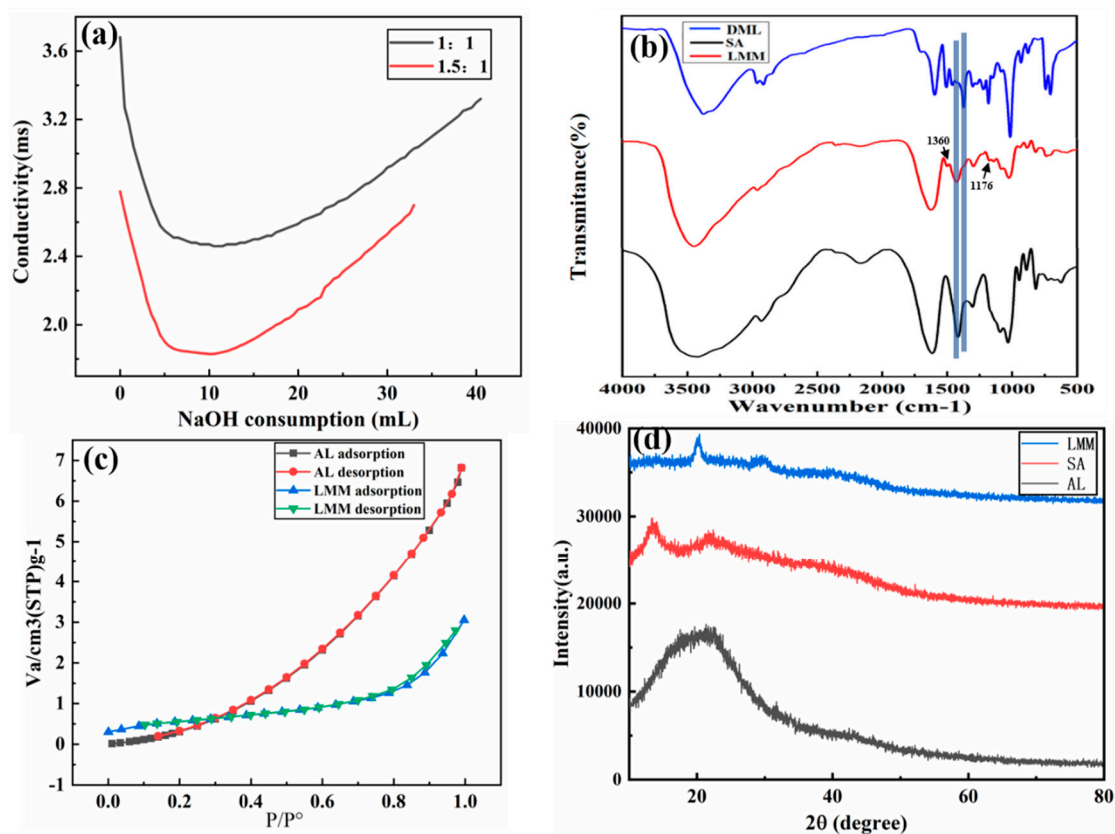 (a)
1：1
1.5：1
3.6
3.2
2.8
2.4
2.0
Conductivity(ms)
0 10 20 30 40
NaOH consumption (mL)
(b)
DML
SA
LMM
1360
1176
Transmitance(%)
4000 3500 3000 2500 2000 1500 1000 500
Wavenumber (cm-1)
(c)
AL adsorption
AL desorption
LMM adsorption
LMM desorption
7
6
5
4
3
2
1
0
-1
Va/cm3(STP)g-1
0.0 0.2 0.4 0.6 0.8 1.0
P/P°
(d)
LMM
SA
AL
40000
30000
20000
10000
0
Intensity(a.u.)
20 40 60 80
2θ (degree)